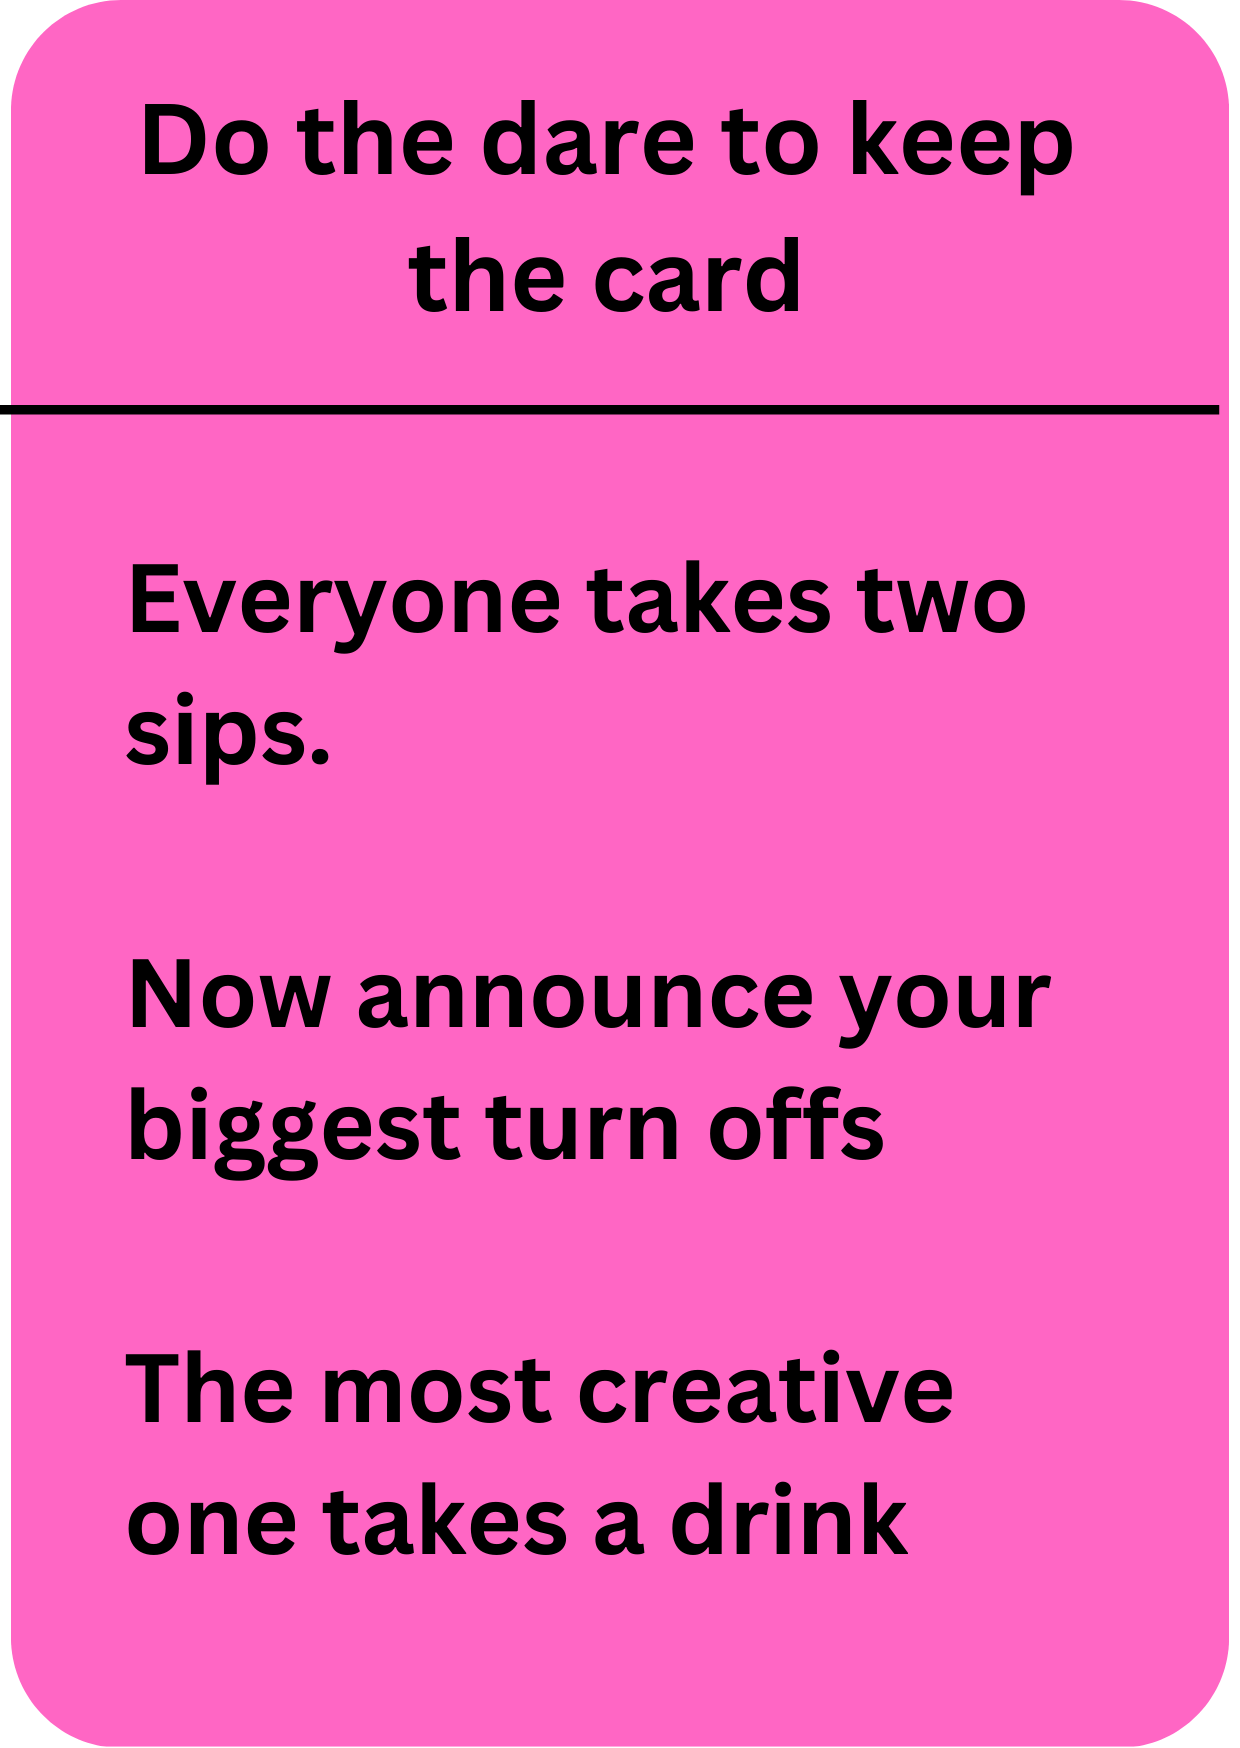 Do the dare to keep
the card
Everyone takes two
sips.
Now announce your
biggest turn offs
The most creative
one takes a drink